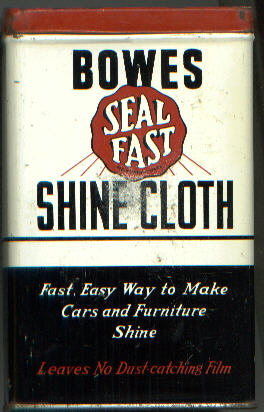 BOWES
SEAL
FAST
SHINE CLOTH
Fast, Easy Way to Make
Cars and Furniture
Shine
Leaves No Dust-catching Film